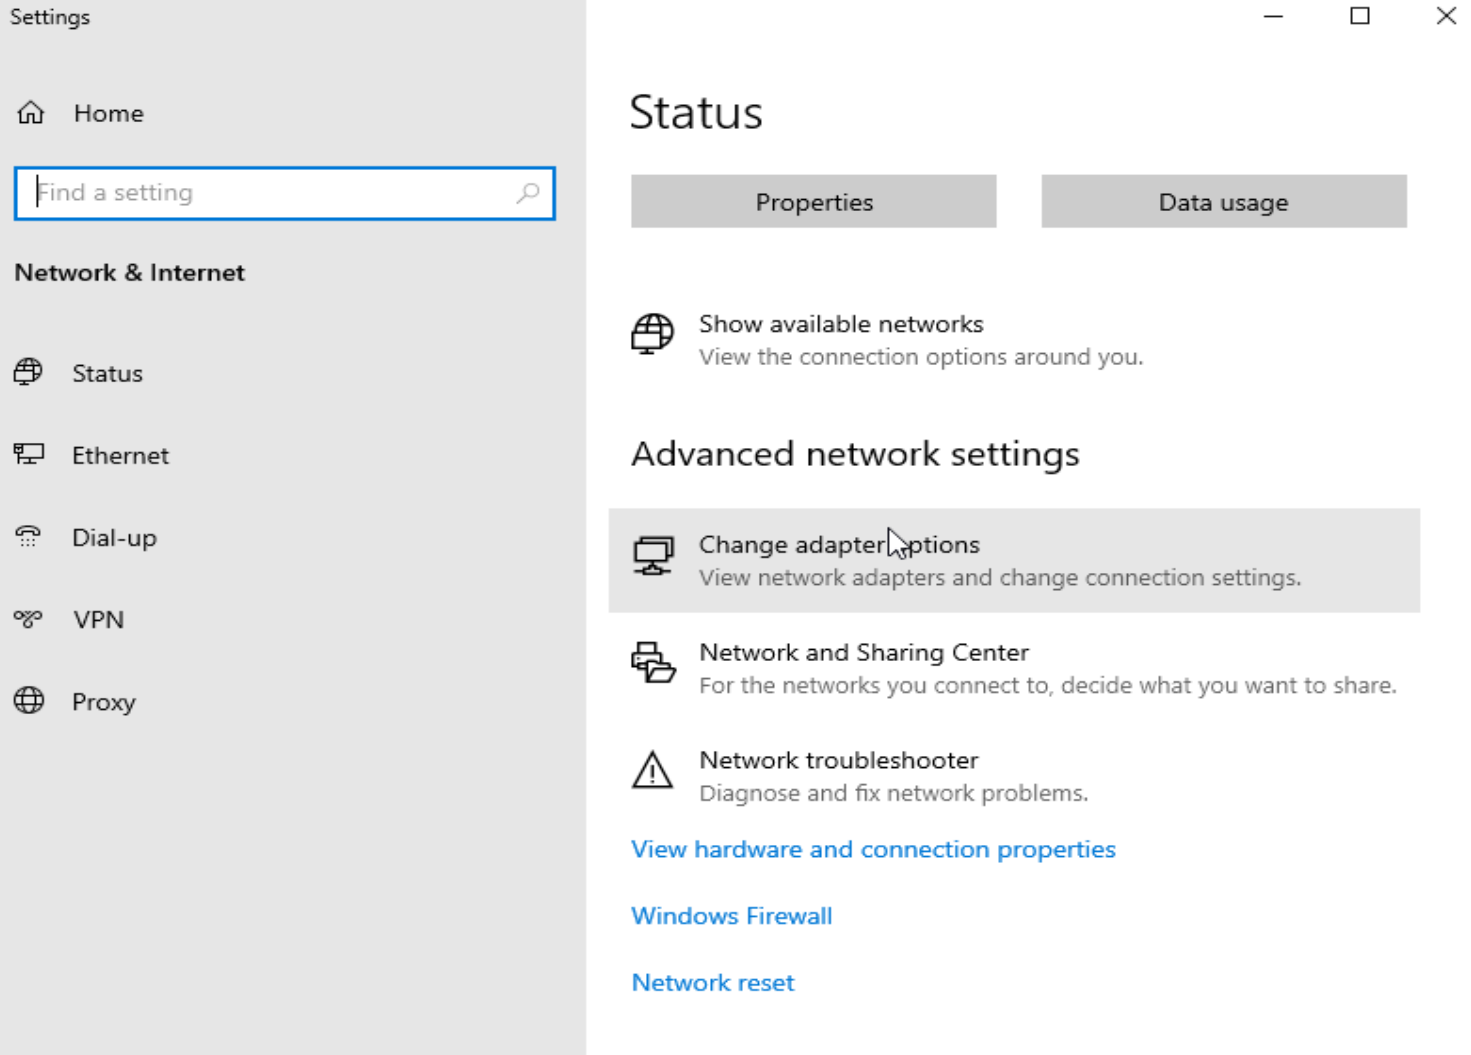 Settings
Home
Find a setting
Network & Internet
Status
Ethernet
Dial-up
VPN
Proxy
Status
Properties
Data usage
Show available networks
View the connection options around you.
Advanced network settings
Change adapter options
View network adapters and change connection settings.
Network and Sharing Center
For the networks you connect to, decide what you want to share.
Network troubleshooter
Diagnose and fix network problems.
View hardware and connection properties
Windows Firewall
Network reset